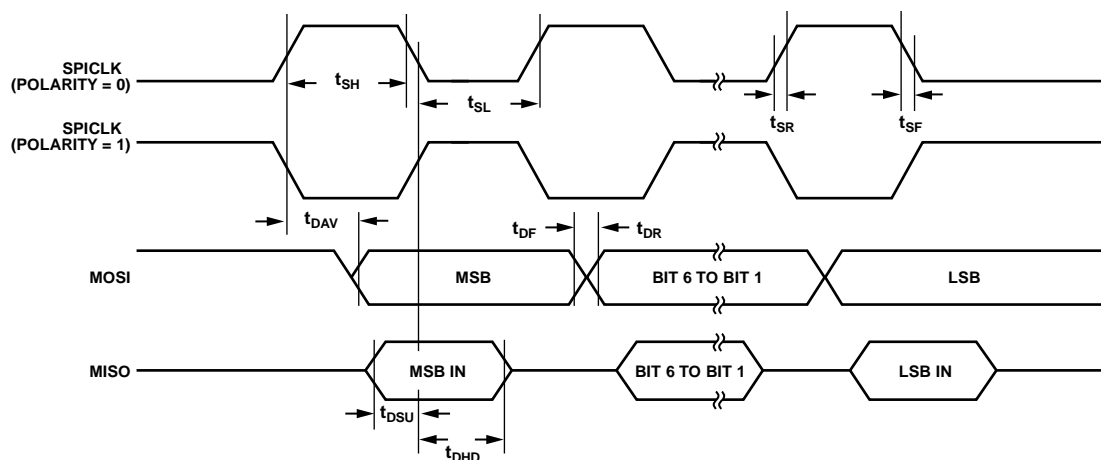 SPICLK
(POLARITY = 0)
tSH
tSL
tSR
tSF
SPICLK
(POLARITY = 1)
tDAV
tDF
tDR
MOSI
MSB
BIT 6 TO BIT 1
LSB
MISO
MSB IN
BIT 6 TO BIT 1
LSB IN
tDSU
tDHD